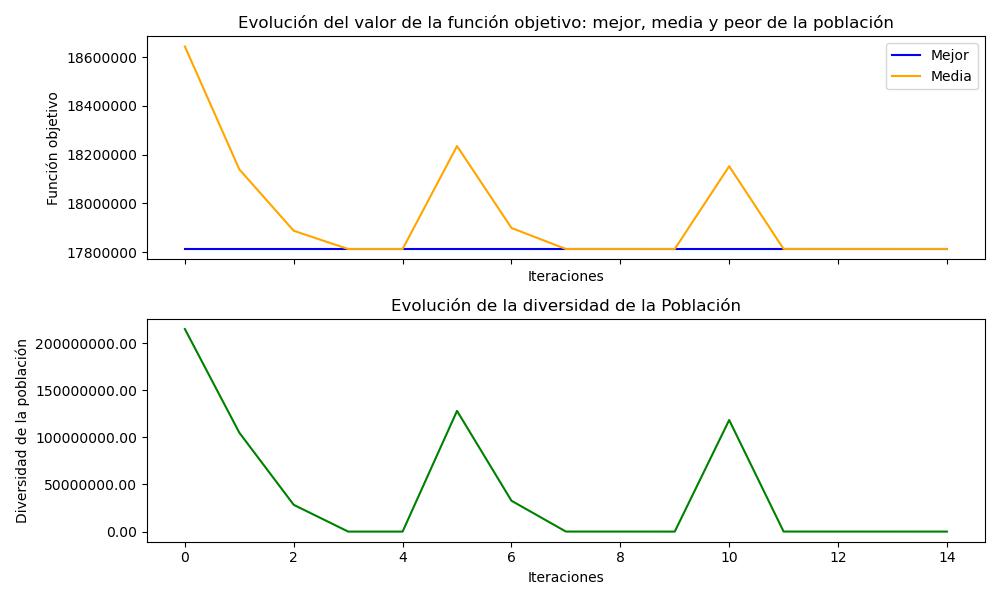 Evolución del valor de la función objetivo: mejor, media y peor de la población
Función objetivo
18600000
18400000
18200000
18000000
17800000
Mejor
Media
Iteraciones
Evolución de la diversidad de la Población
Diversidad de la población
200000000.00
150000000.00
100000000.00
50000000.00
0.00
0 2 4 6 8 10 12 14
Iteraciones